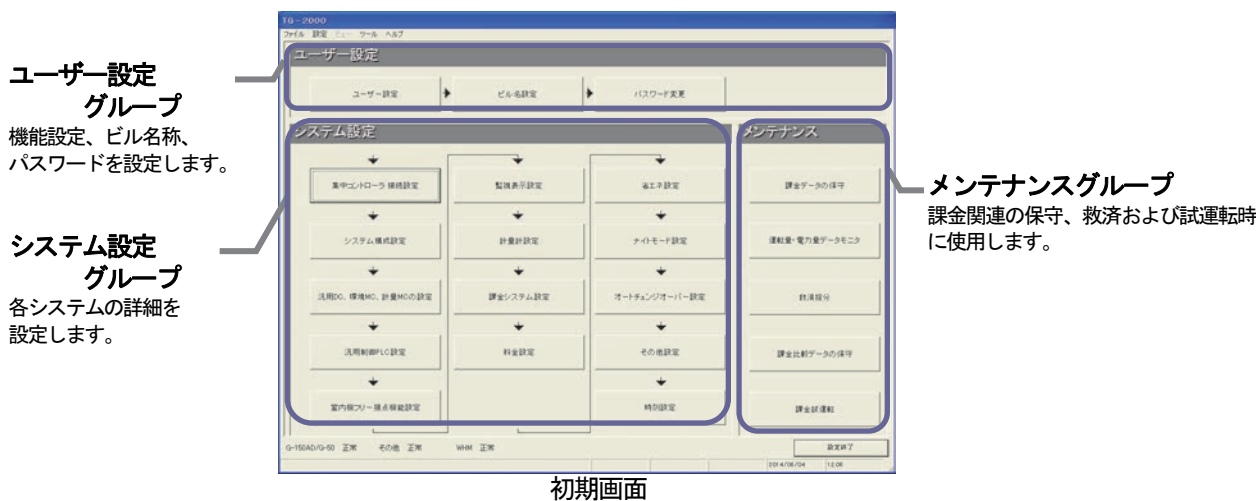 TG-2000
ファイル 設定 ビュー ツール ヘルプ
ユーザー設定
ユーザー設定
ビル名設定
パスワード変更
ユーザー設定
グループ
機能設定、ビル名称、
パスワードを設定します。
システム設定
メンテナンス
集中コントローラ 接続設定
監視表示設定
省エネ設定
課金データの保守
システム構成設定
計量計設定
ナイトモード設定
運転量・電力量データモニタ
汎用DC、環境MC、計量MCの設定
課金システム設定
オートチェンジオーバー設定
救済按分
汎用制御PLC設定
料金設定
その他設定
課金比較データの保守
室内機フリー接点機能設定
時刻設定
課金試運転
システム設定
グループ
各システムの詳細を
設定します。
メンテナンスグループ
課金関連の保守、救済および試運転時
に使用します。
G-150AD/G-50 正常 その他 正常 WHM 正常
設定終了
2014/06/04 12:06
初期画面